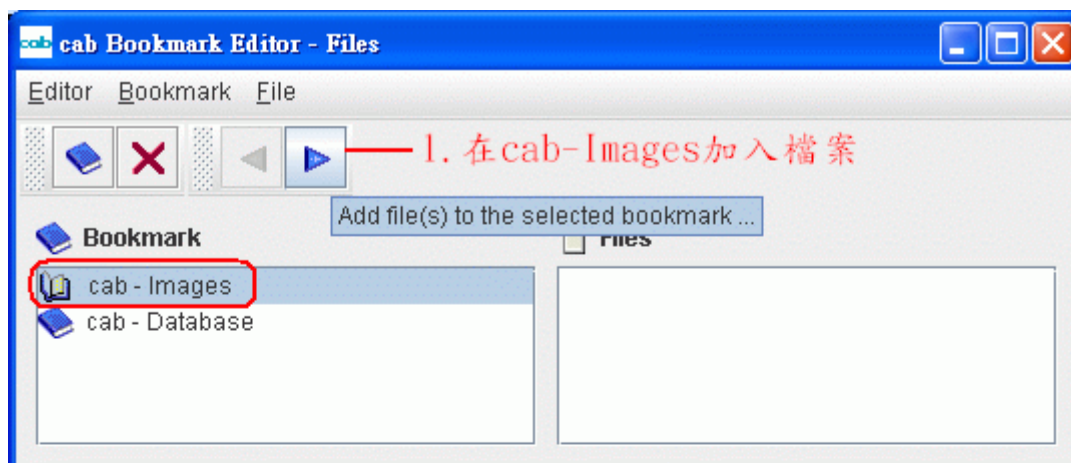 cab cab Bookmark Editor - Files
Editor Bookmark File
1. 在cab-Images加入檔案
Add file(s) to the selected bookmark ...
Bookmark
Files
cab - Images
cab - Database